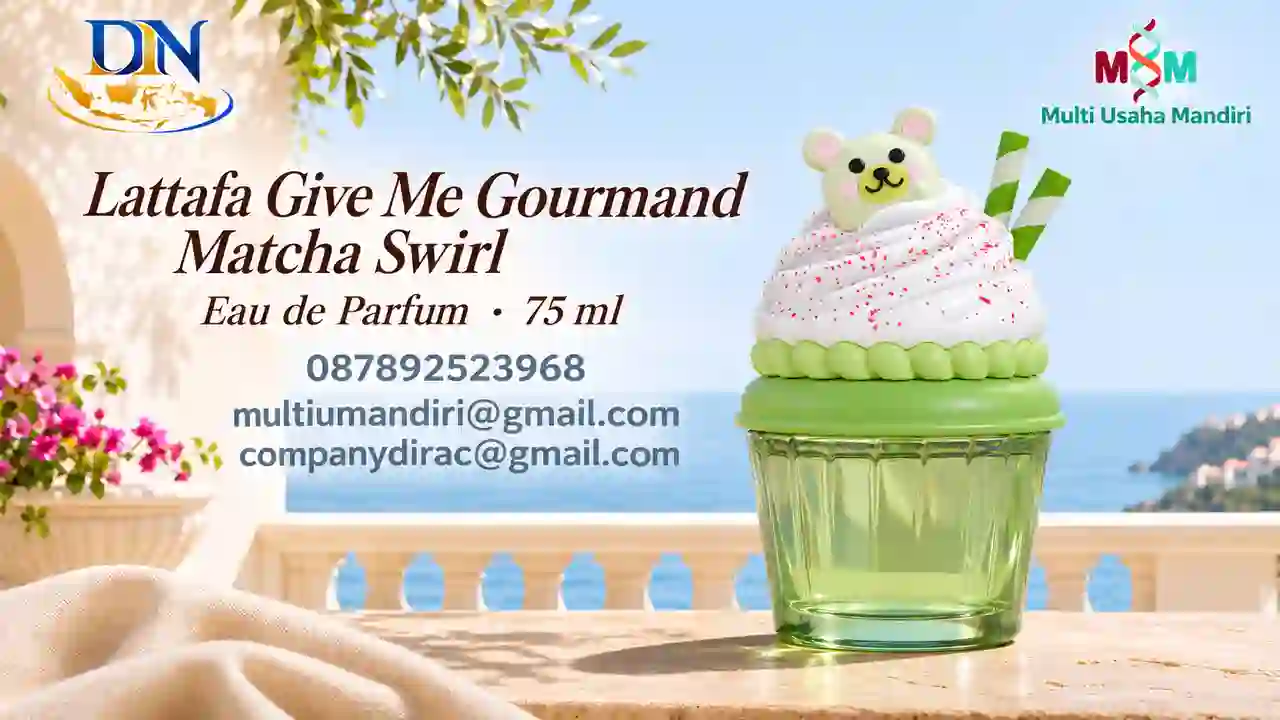 DN
M M
Multi Usaha Mandiri
Lattafa Give Me Gourmand
Matcha Swirl
Eau de Parfum · 75 ml
087892523968
multiumandiri@gmail.com
companydirac@gmail.com